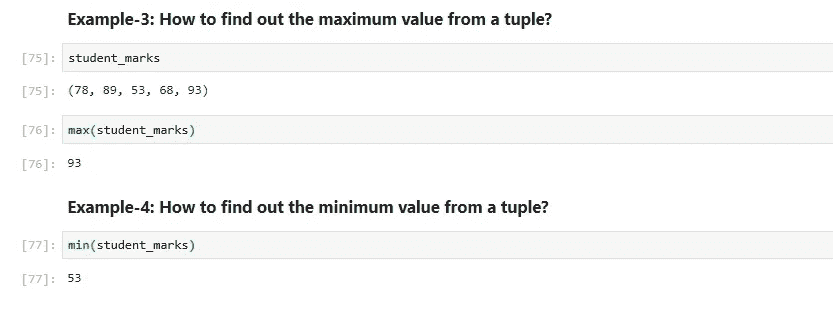 Example-3: How to find out the maximum value from a tuple?
[75]: student_marks
[75]: (78, 89, 53, 68, 93)
[76]: max(student_marks)
[76]: 93
Example-4: How to find out the minimum value from a tuple?
[77]: min(student_marks)
[77]: 53